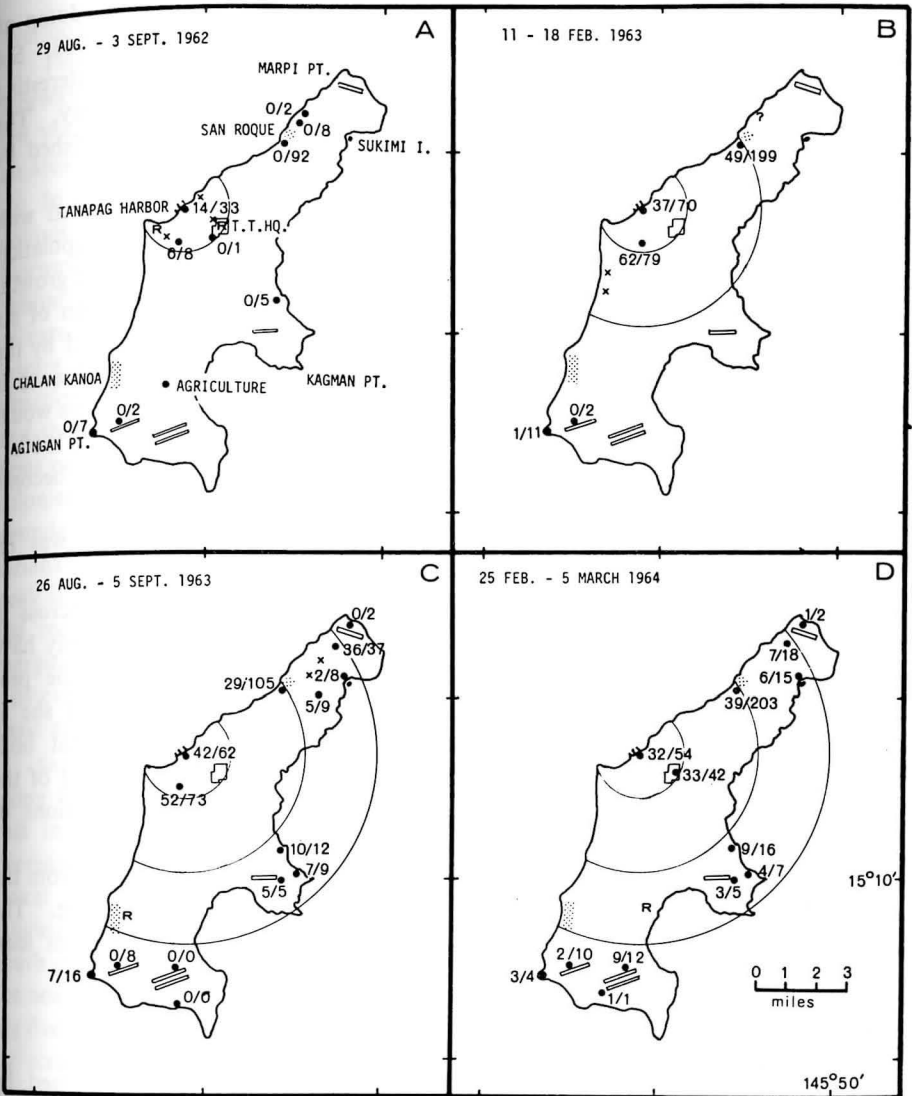 A
29 AUG. - 3 SEPT. 1962
MARPI PT.
0/2
0/8
SAN ROQUE
0/92
SUKIMI I.
x
TANAPAG HARBOR
14/33
x
R
x
R
T.T.HQ.
6/8
0/1
0/5
CHALAN KANOA
AGRICULTURE
KAGMAN PT.
0/2
0/7
AGINGAN PT.
B
11 - 18 FEB. 1963
?
49/199
37/70
62/79
x
x
0/2
1/11
C
26 AUG. - 5 SEPT. 1963
0/2
36/37
x
x
2/8
29/105
5/9
42/62
52/73
10/12
7/9
5/5
R
0/8
0/0
7/16
0/0
D
25 FEB. - 5 MARCH 1964
1/2
7/18
6/15
39/203
32/54
33/42
9/16
4/7
3/5
15°10'
R
2/10
9/12
3/4
1/1
0 1 2 3
miles
145°50'